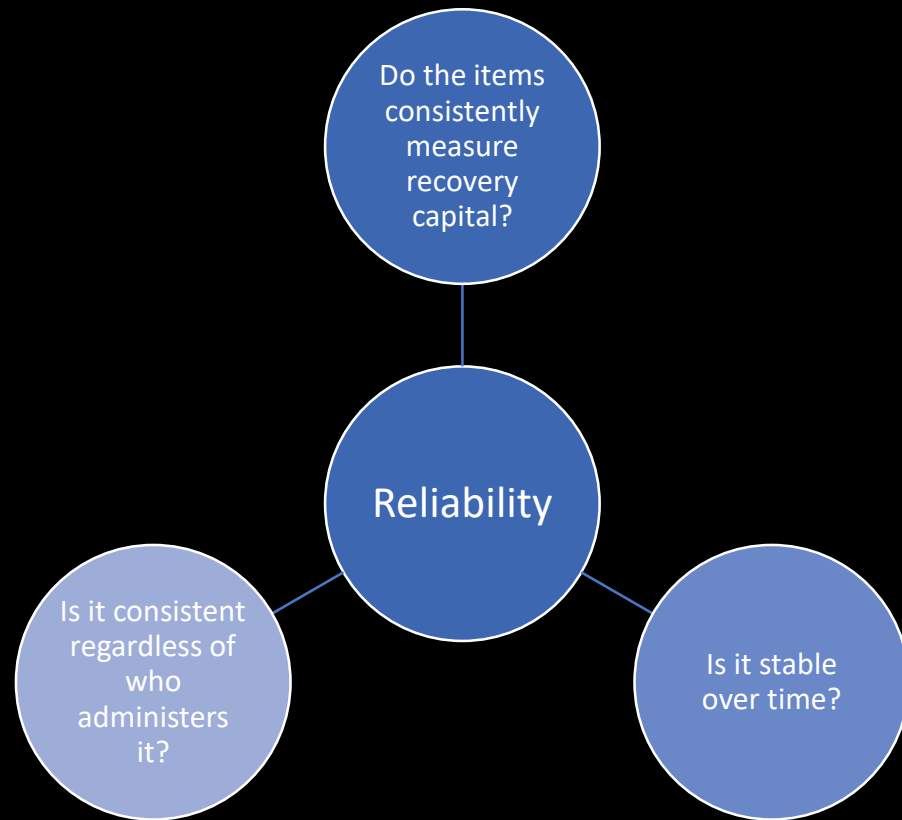 Do the items
consistently
measure
recovery
capital?
Reliability
Is it consistent
regardless of
who
administers
it?
Is it stable
over time?